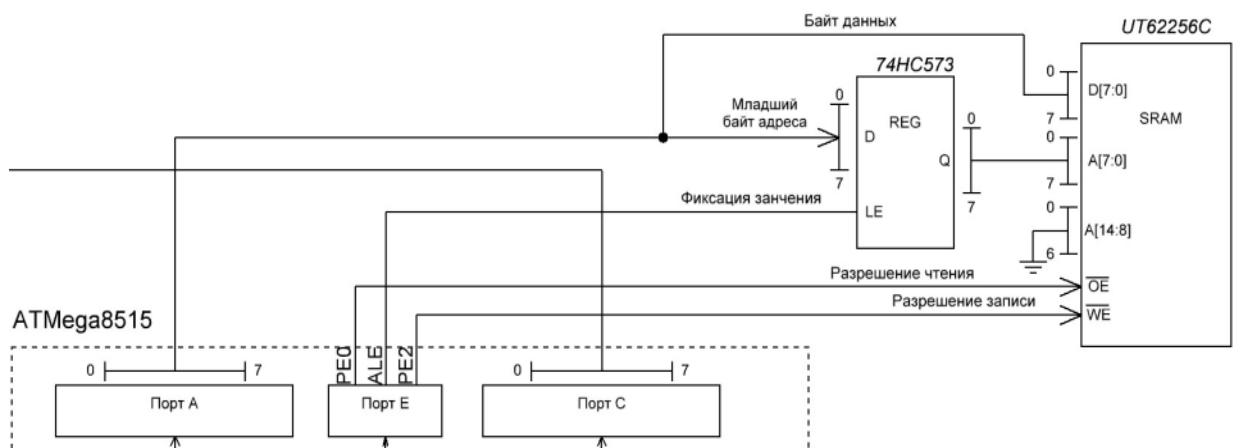 Байт данных
UT62256C
74HC573
0
D[7:0]
7
SRAM
Младший
байт адреса
0
D
REG
7
0
Q
7
0
A[7:0]
7
Фиксация занчения
LE
0
A[14:8]
6
Разрешение чтения
OE
Разрешение записи
WE
ATMega8515
PE0
ALE
PE2
0
7
0
7
Порт A
Порт E
Порт C